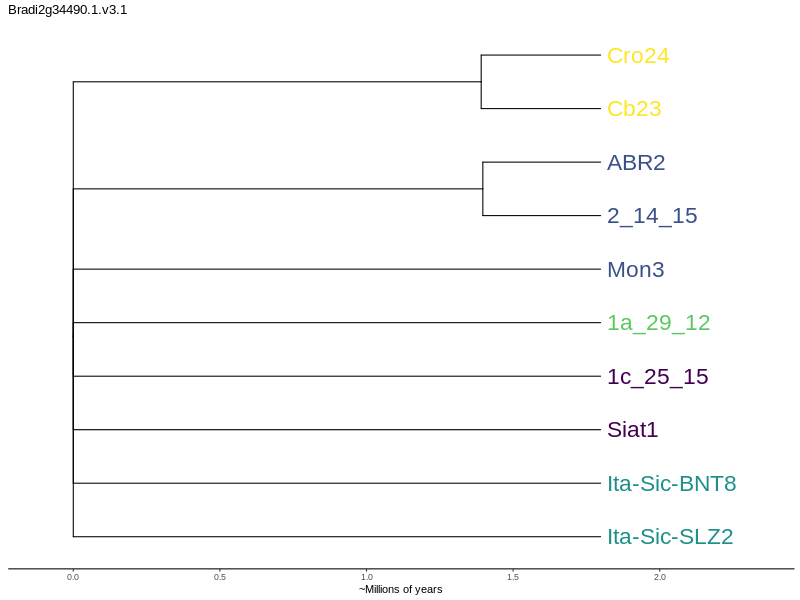 Bradi2g34490.1.v3.1
Cro24
Cb23
ABR2
2_14_15
Mon3
1a_29_12
1c_25_15
Siat1
Ita-Sic-BNT8
Ita-Sic-SLZ2
0.0 0.5 1.0 1.5 2.0
~Millions of years